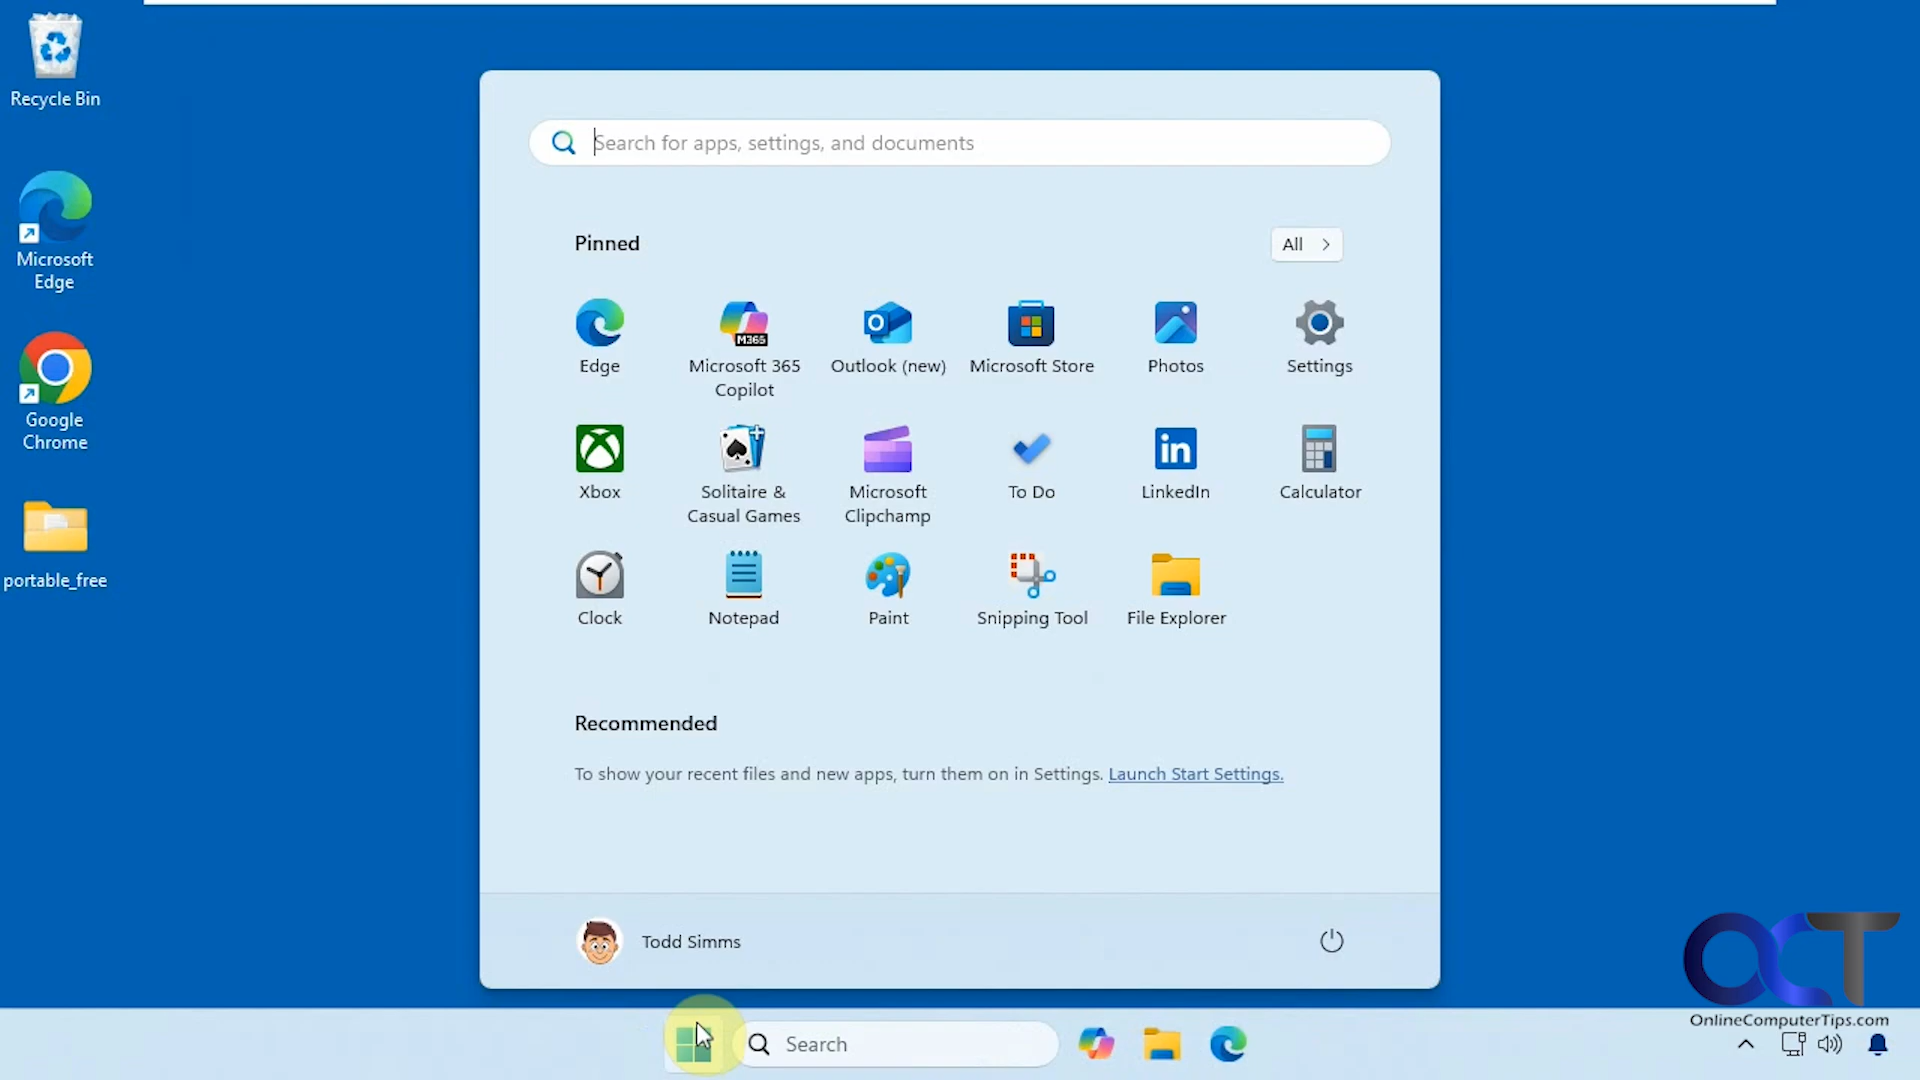 Recycle Bin
Microsoft
Edge
Google
Chrome
portable_free
Search for apps, settings, and documents
Pinned
All
Edge
Microsoft 365
Copilot
M365
Outlook (new)
Microsoft Store
Photos
Settings
Xbox
Solitaire &
Casual Games
Microsoft
Clipchamp
To Do
in
LinkedIn
Calculator
Clock
Notepad
Paint
Snipping Tool
File Explorer
Recommended
To show your recent files and new apps, turn them on in Settings. Launch Start Settings.
Todd Simms
Search
OCT
OnlineComputerTips.com